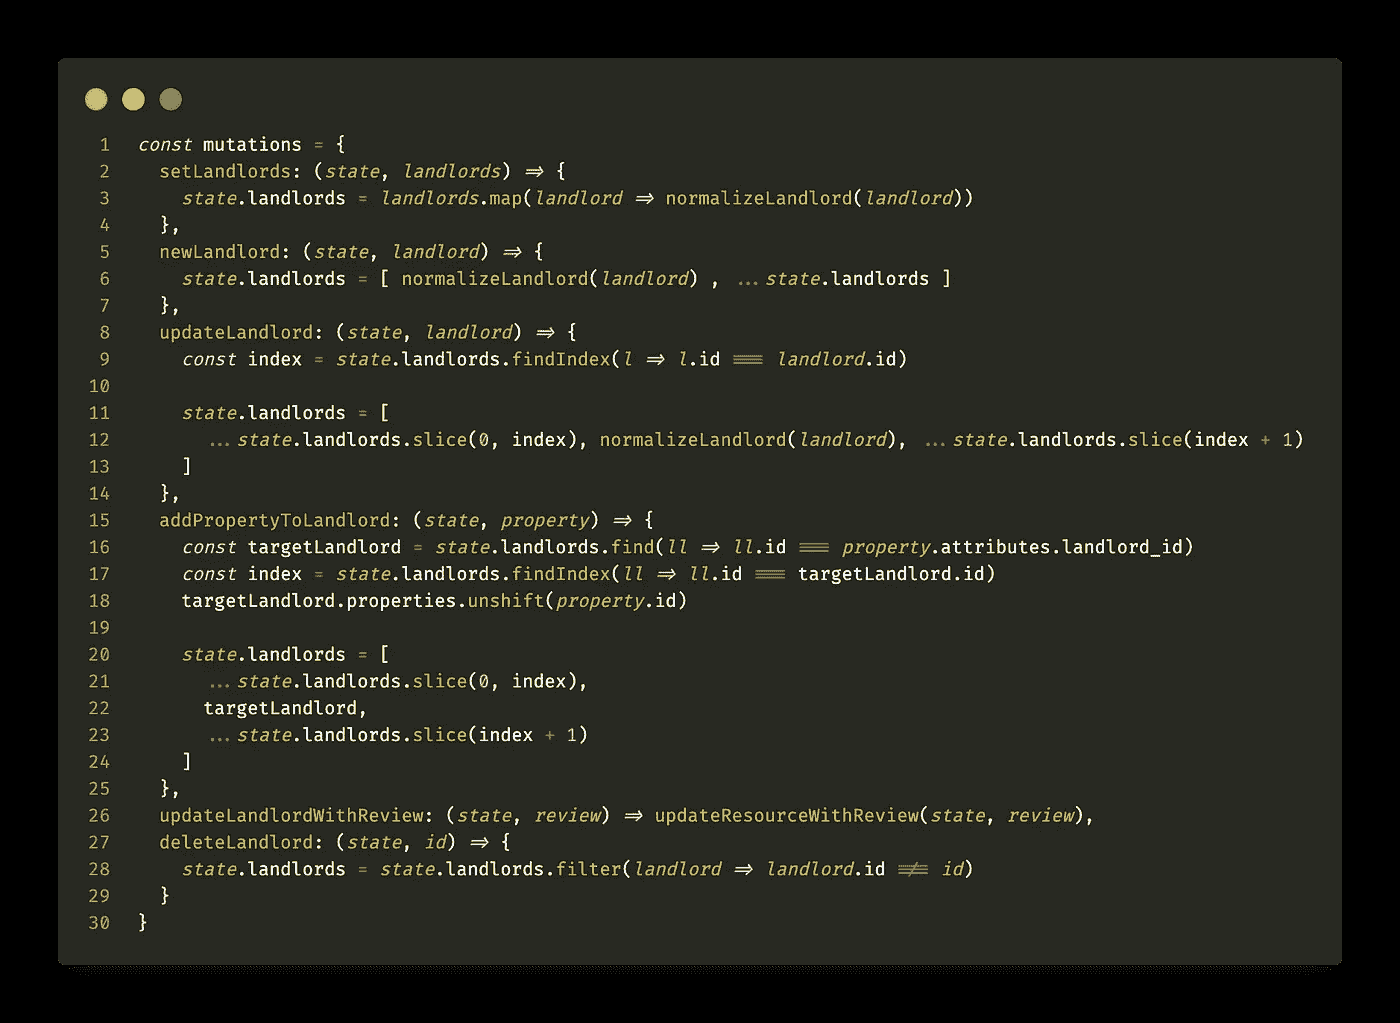 1 const mutations = {
2   setLandlords: (state, landlords) => {
3     state.landlords = landlords.map(landlord => normalizeLandlord(landlord))
4   },
5   newLandlord: (state, landlord) => {
6     state.landlords = [ normalizeLandlord(landlord) , ...state.landlords ]
7   },
8   updateLandlord: (state, landlord) => {
9     const index = state.landlords.findIndex(l => l.id === landlord.id)
10
11     state.landlords = [
12       ...state.landlords.slice(0, index), normalizeLandlord(landlord), ...state.landlords.slice(index + 1)
13     ]
14   },
15   addPropertyToLandlord: (state, property) => {
16     const targetLandlord = state.landlords.find(ll => ll.id === property.attributes.landlord_id)
17     const index = state.landlords.findIndex(ll => ll.id === targetLandlord.id)
18     targetLandlord.properties.unshift(property.id)
19
20     state.landlords = [
21       ...state.landlords.slice(0, index),
22       targetLandlord,
23       ...state.landlords.slice(index + 1)
24     ]
25   },
26   updateLandlordWithReview: (state, review) => updateResourceWithReview(state, review),
27   deleteLandlord: (state, id) => {
28     state.landlords = state.landlords.filter(landlord => landlord.id !== id)
29   }
30 }